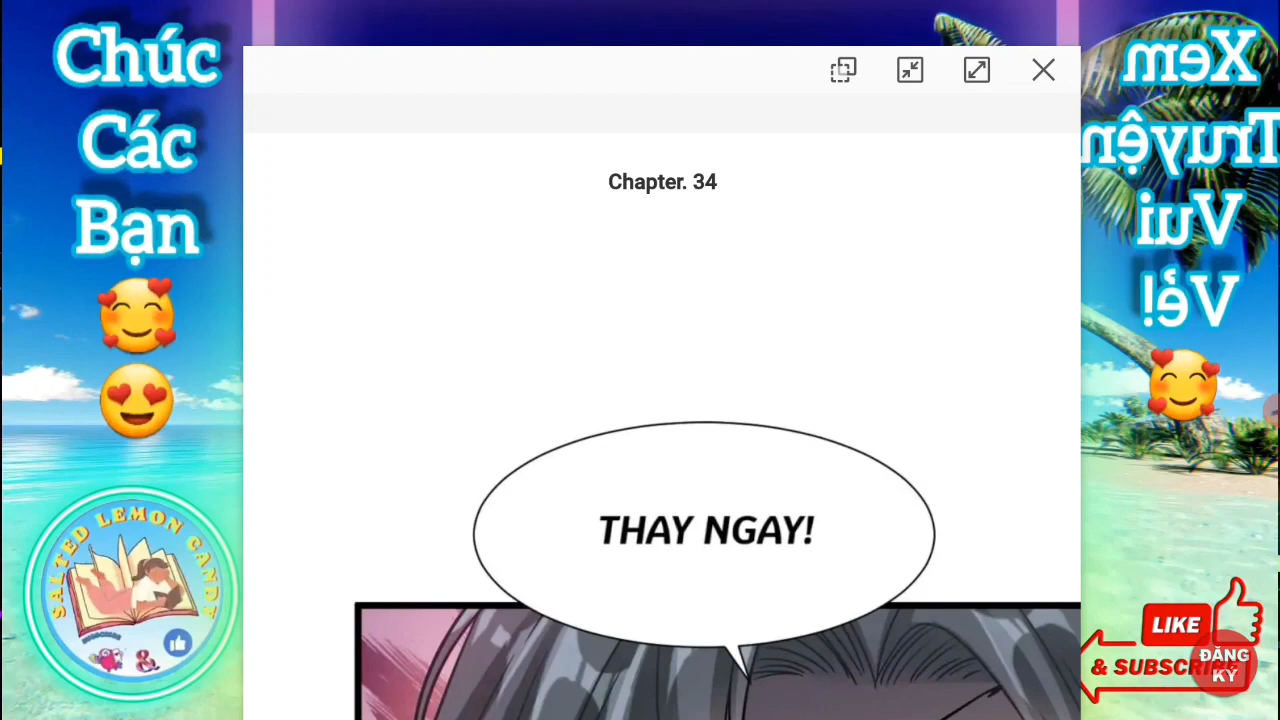 Chúc
Các
Bạn
SALTED LEMON CANDY
&
Chapter. 34
THAY NGAY!
Xem
Truyện
Vui
Vẻ!
LIKE
& SUBSCRIBE
ĐĂNG
KÝ